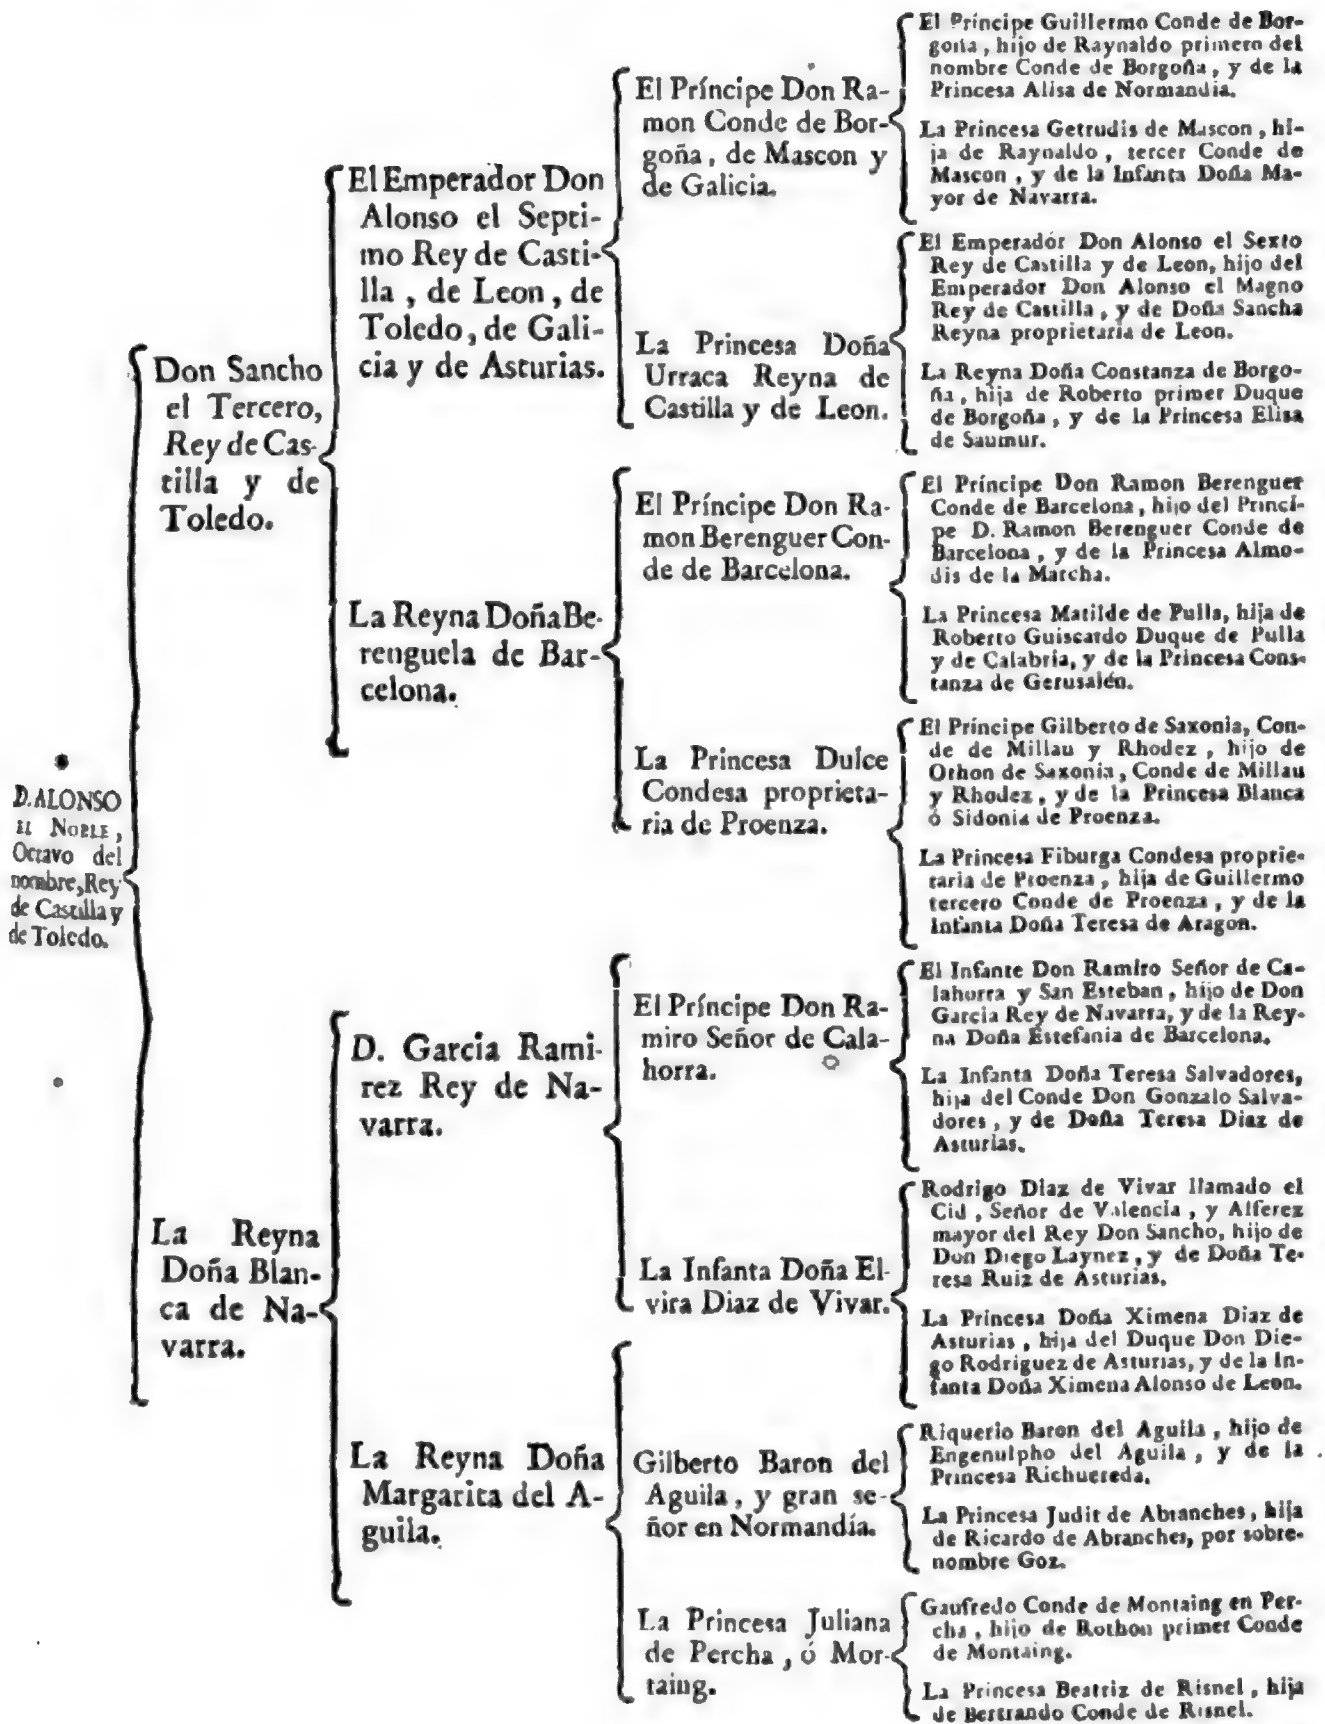 D. ALONSO
EL NOBLE,
Octavo del
nombre, Rey
de Castilla y
de Toledo.
Don Sancho
el Tercero,
Rey de Cas-
tilla y de
Toledo.
La Reyna
Doña Blan-
ca de Na-
varra.
El Emperador Don
Alonso el Septi-
mo Rey de Casti-
lla , de Leon , de
Toledo, de Gali-
cia y de Asturias.
La Reyna Doña Be-
renguela de Bar-
celona.
D. Garcia Rami-
rez Rey de Na-
varra.
La Reyna Doña
Margarita del A-
guila.
El Príncipe Don Ra-
mon Conde de Bor-
goña, de Mascon y
de Galicia.
La Princesa Doña
Urraca Reyna de
Castilla y de Leon.
El Príncipe Don Ra-
mon Berenguer Con-
de de Barcelona.
La Princesa Dulce
Condesa proprieta-
ria de Proenza.
El Príncipe Don Ra-
miro Señor de Cala-
horra.
La Infanta Doña El-
vira Diaz de Vivar.
Gilberto Baron del
Aguila, y gran se-
ñor en Normandía.
La Princesa Juliana
de Percha , ó Mor-
taing.
El Príncipe Guillermo Conde de Bor-
goña, hijo de Raynaldo primero del
nombre Conde de Borgoña, y de la
Princesa Alisa de Normandia.
La Princesa Getrudis de Mascon, hi-
ja de Raynaldo, tercer Conde de
Mascon, y de la Infanta Doña Ma-
yor de Navarra.
El Emperadór Don Alonso el Sexto
Rey de Castilla y de Leon, hijo del
Emperador Don Alonso el Magno
Rey de Castilla, y de Doña Sancha
Reyna proprietaria de Leon.
La Reyna Doña Constanza de Borgo-
ña, hija de Roberto primer Duque
de Borgoña, y de la Princesa Elisa
de Saumur.
El Príncipe Don Ramon Berenguer
Conde de Barcelona, hijo del Princi-
pe D. Ramon Berenguer Conde de
Barcelona, y de la Princesa Almo-
dis de la Marcha.
La Princesa Matilde de Pulla, hija de
Roberto Guiscardo Duque de Pulla
y de Calabria, y de la Princesa Cons-
tanza de Gerusalén.
El Príncipe Gilberto de Saxonia, Con-
de de Millau y Rhodez, hijo de
Othon de Saxonia, Conde de Millau
y Rhodez, y de la Princesa Blanca
ó Sidonia de Proenza.
La Princesa Fiburga Condesa proprie-
taria de Proenza, hija de Guillermo
tercero Conde de Proenza, y de la
Infanta Doña Teresa de Aragon.
El Infante Don Ramiro Señor de Ca-
lahorra y San Esteban, hijo de Don
Garcia Rey de Navarra, y de la Rey-
na Doña Estefania de Barcelona.
La Infanta Doña Teresa Salvadores,
hija del Conde Don Gonzalo Salva-
dores, y de Doña Teresa Diaz de
Asturias.
Rodrigo Diaz de Vivar llamado el
Cid, Señor de Valencia, y Alferez
mayor del Rey Don Sancho, hijo de
Don Diego Laynez, y de Doña Te-
resa Ruiz de Asturias.
La Princesa Doña Ximena Diaz de
Asturias, hija del Duque Don Die-
go Rodriguez de Asturias, y de la In-
fanta Doña Ximena Alonso de Leon.
Riquerio Baron del Aguila, hijo de
Engenulpho del Aguila, y de la
Princesa Richuereda.
La Princesa Judit de Abranches, hija
de Ricardo de Abranches, por sobre-
nombre Goz.
Gaufredo Conde de Montaing en Per-
cha, hijo de Rothou primer Conde
de Montaing.
La Princesa Beatriz de Risnel, hija
de Bertrando Conde de Risnel.